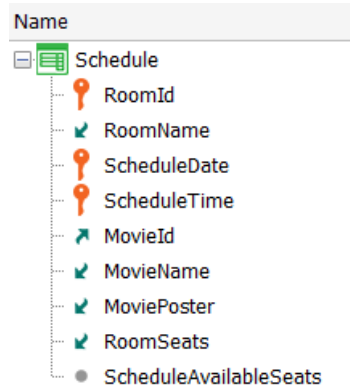 Name
Schedule
RoomId
RoomName
ScheduleDate
ScheduleTime
MovieId
MovieName
MoviePoster
RoomSeats
ScheduleAvailableSeats